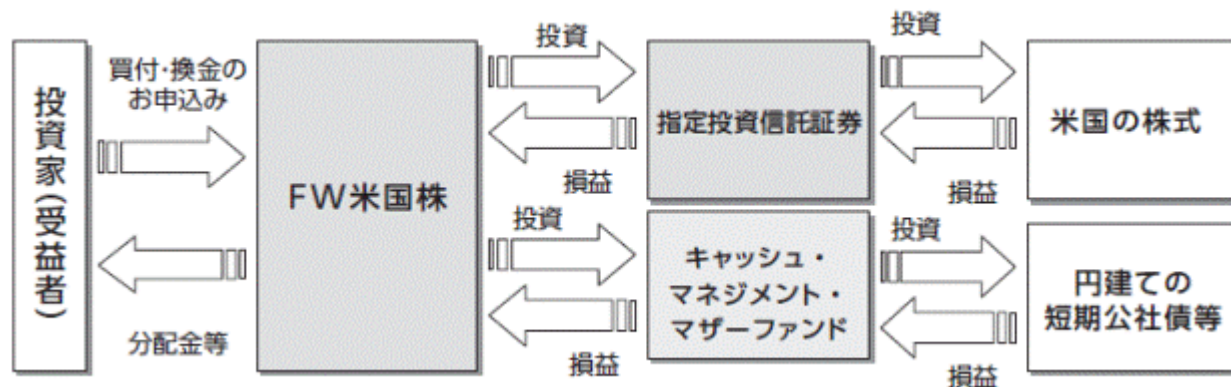 投資家(受益者)
買付・換金の
お申込み
分配金等
FW米国株
投資
損益
投資
損益
指定投資信託証券
キャッシュ・
マネジメント・
マザーファンド
投資
損益
投資
損益
米国の株式
円建ての
短期公社債等